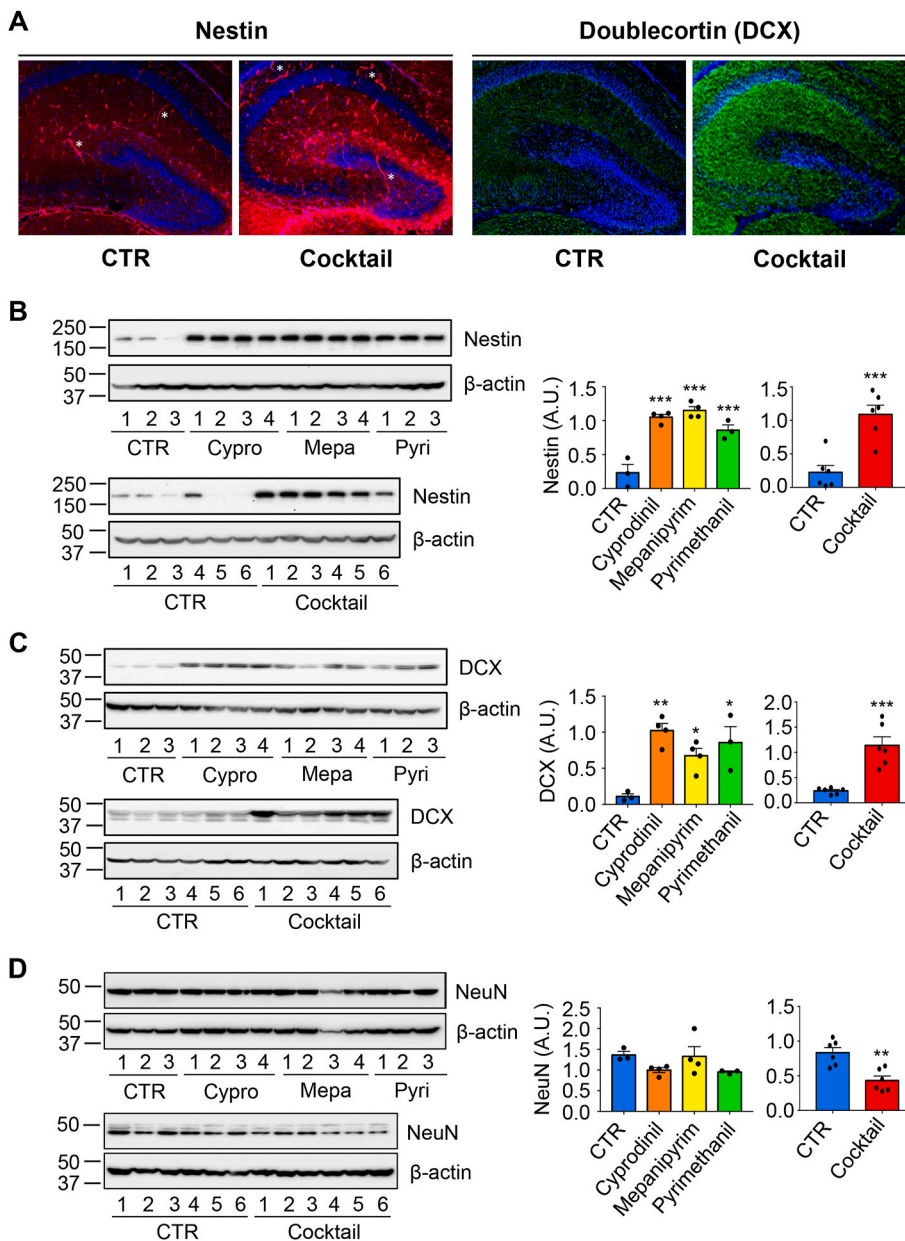 A
Nestin
Doublecortin (DCX)
* * * * *
CTR
Cocktail
CTR
Cocktail
B
250
150
Nestin
50
37
β-actin
1 2 3 1 2 3 4 1 2 3 4 1 2 3
CTR Cypro Mepa Pyri
250
150
Nestin
50
37
β-actin
1 2 3 4 5 6 1 2 3 4 5 6
CTR Cocktail
Nestin (A.U.)
1.5
1.0
0.5
0.0
*** *** ***
CTR
Cyprodinil
Mepanipyrim
Pyrimethanil
1.5
1.0
0.5
0.0
***
CTR
Cocktail
C
50
37
DCX
50
37
β-actin
1 2 3 1 2 3 4 1 2 3 4 1 2 3
CTR Cypro Mepa Pyri
50
37
DCX
50
37
β-actin
1 2 3 4 5 6 1 2 3 4 5 6
CTR Cocktail
DCX (A.U.)
1.5
1.0
0.5
0.0
** * *
CTR
Cyprodinil
Mepanipyrim
Pyrimethanil
2.0
1.5
1.0
0.5
0.0
***
CTR
Cocktail
D
50
NeuN
50
37
β-actin
1 2 3 1 2 3 4 1 2 3 4 1 2 3
CTR Cypro Mepa Pyri
50
NeuN
50
37
β-actin
1 2 3 4 5 6 1 2 3 4 5 6
CTR Cocktail
NeuN (A.U.)
2.5
2.0
1.5
1.0
0.5
0.0
CTR
Cyprodinil
Mepanipyrim
Pyrimethanil
1.5
1.0
0.5
0.0
**
CTR
Cocktail